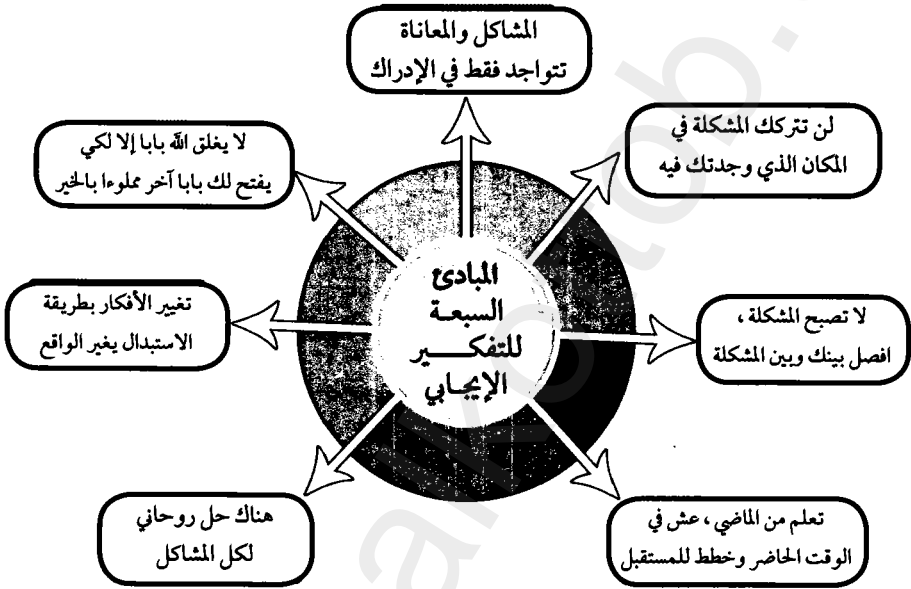 المشاكل والمعاناة
تتواجد فقط في الإدراك
لن تتركك المشكلة في
المكان الذي وجدتك فيه
لا تصبح المشكلة ،
افصل بينك وبين المشكلة
تعلم من الماضي ، عش في
الوقت الحاضر وخطط للمستقبل
هناك حل روحاني
لكل المشاكل
تغيير الأفكار بطريقة
الاستبدال يغير الواقع
لا يغلق الله بابا إلا لكي
يفتح لك بابا آخر مملوءا بالخير
المبادئ
السبعة
للتفكير
الإيجابي